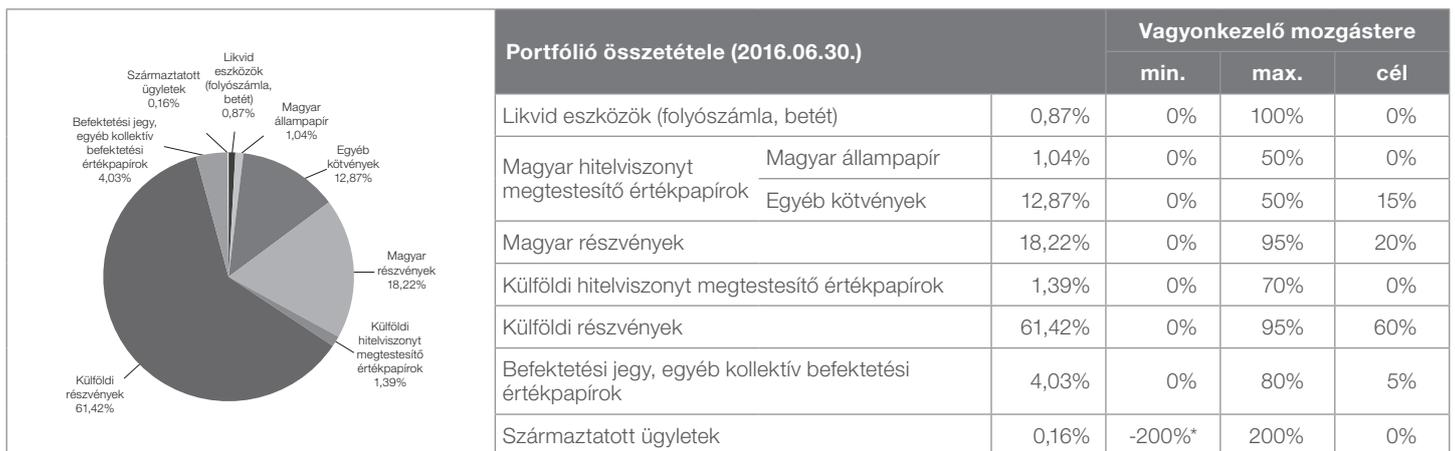 Likvid
eszközök
(folyószámla,
betét)
0,87%
Származtatott
ügyletek
0,16%
Magyar
állampapír
1,04%
Befektetési jegy,
egyéb kollektív
befektetési
értékpapírok
4,03%
Egyéb
kötvények
12,87%
Magyar
részvények
18,22%
Külföldi
hitelviszonyt
megtestesítő
értékpapírok
1,39%
Külföldi
részvények
61,42%
Portfólió összetétele (2016.06.30.) Vagyonkezelő mozgástere
min. max. cél
Likvid eszközök (folyószámla, betét) 0,87% 0% 100% 0%
Magyar hitelviszonyt
megtestesítő értékpapírok
Magyar állampapír 1,04% 0% 50% 0%
Egyéb kötvények 12,87% 0% 50% 15%
Magyar részvények 18,22% 0% 95% 20%
Külföldi hitelviszonyt megtestesítő értékpapírok 1,39% 0% 70% 0%
Külföldi részvények 61,42% 0% 95% 60%
Befektetési jegy, egyéb kollektív befektetési
értékpapírok 4,03% 0% 80% 5%
Származtatott ügyletek 0,16% -200%* 200% 0%